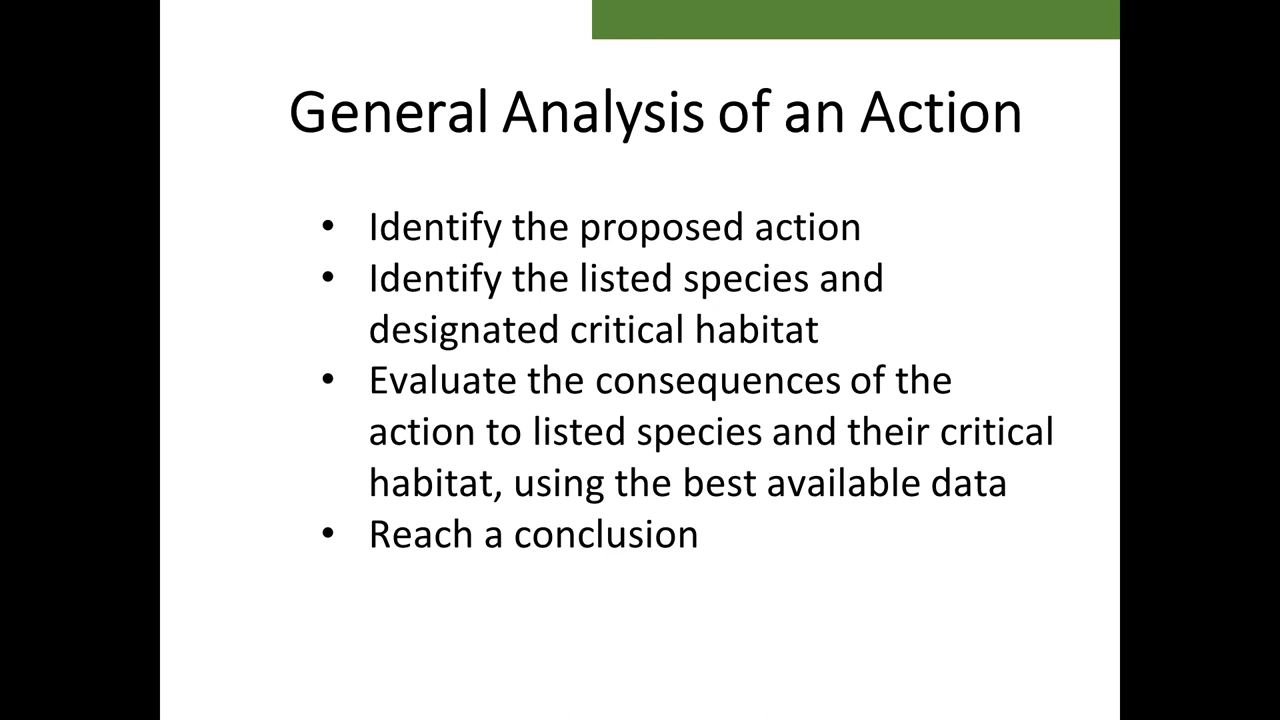 General Analysis of an Action
• Identify the proposed action
• Identify the listed species and
designated critical habitat
• Evaluate the consequences of the
action to listed species and their critical
habitat, using the best available data
• Reach a conclusion